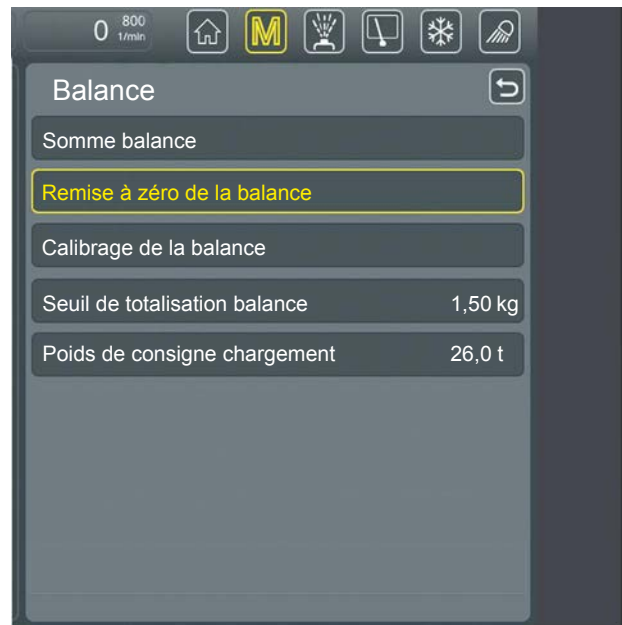 0 800 1/min M
Balance
Somme balance
Remise à zéro de la balance
Calibrage de la balance
Seuil de totalisation balance 1,50 kg
Poids de consigne chargement 26,0 t